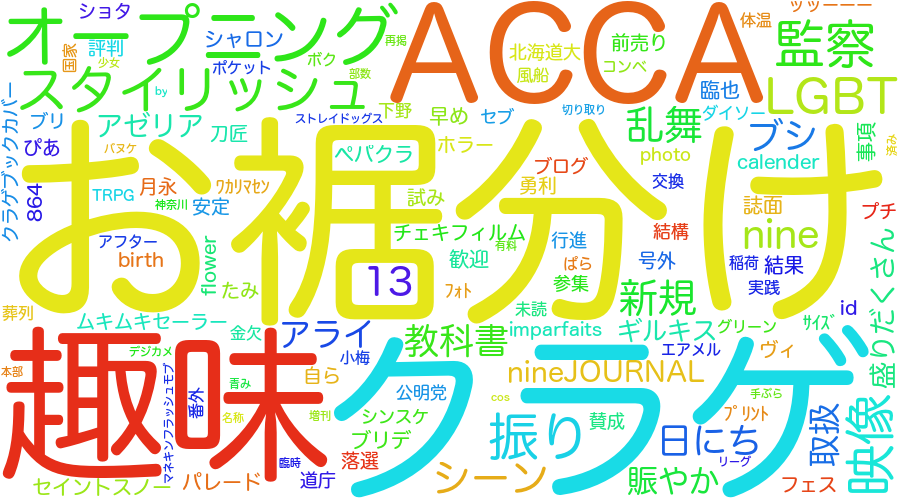 ショタ
オープニング
ACCA
ッッーーー
体温
国家
評判
少女
シャロン
ポケット
ボク
再掲
部数
北海道大
風船
前売り
コンペ
監察
スタイリッシュ
by
ストレイドッグス
下野
早め
セブ
切り取り
臨也
LGBT
クラゲブックカバー
ブリ
アゼリア
刀匠
ぺパクラ
ホラー
乱舞
ダイソー
ブシ
事項
済み
ぴあ
バヌケ
photo
calender
864
TRPG
月永
ワカリマセン
神奈川
安定
お裾分け
試み
ブログ
勇利
交換
誌面
プチ
アフター
birth
flower
たみ
チェキフィルム
歓迎
有料
行進
ぱら
参集
結構
号外
nine
稲荷
結果
実践
盛りだくさん
13
フォト
葬列
ムキムキセーラー
金欠
アライ
小梅
教科書
未読
新規
imparfaits
ギルキス
グリーン
エアメル
サイズ
id
ヴィ
デジカメ
本部
趣味
マネキンフラッシュモブ
番外
青み
名称
自ら
公明党
クラゲ
nineJOURNAL
手ぶら
cos
シンスケ
ブリデ
増刊
臨時
落選
道庁
振り
賛成
プリント
日にち
リーグ
取扱
映像
セイントスノー
パレード
シーン
賑やか
フェス